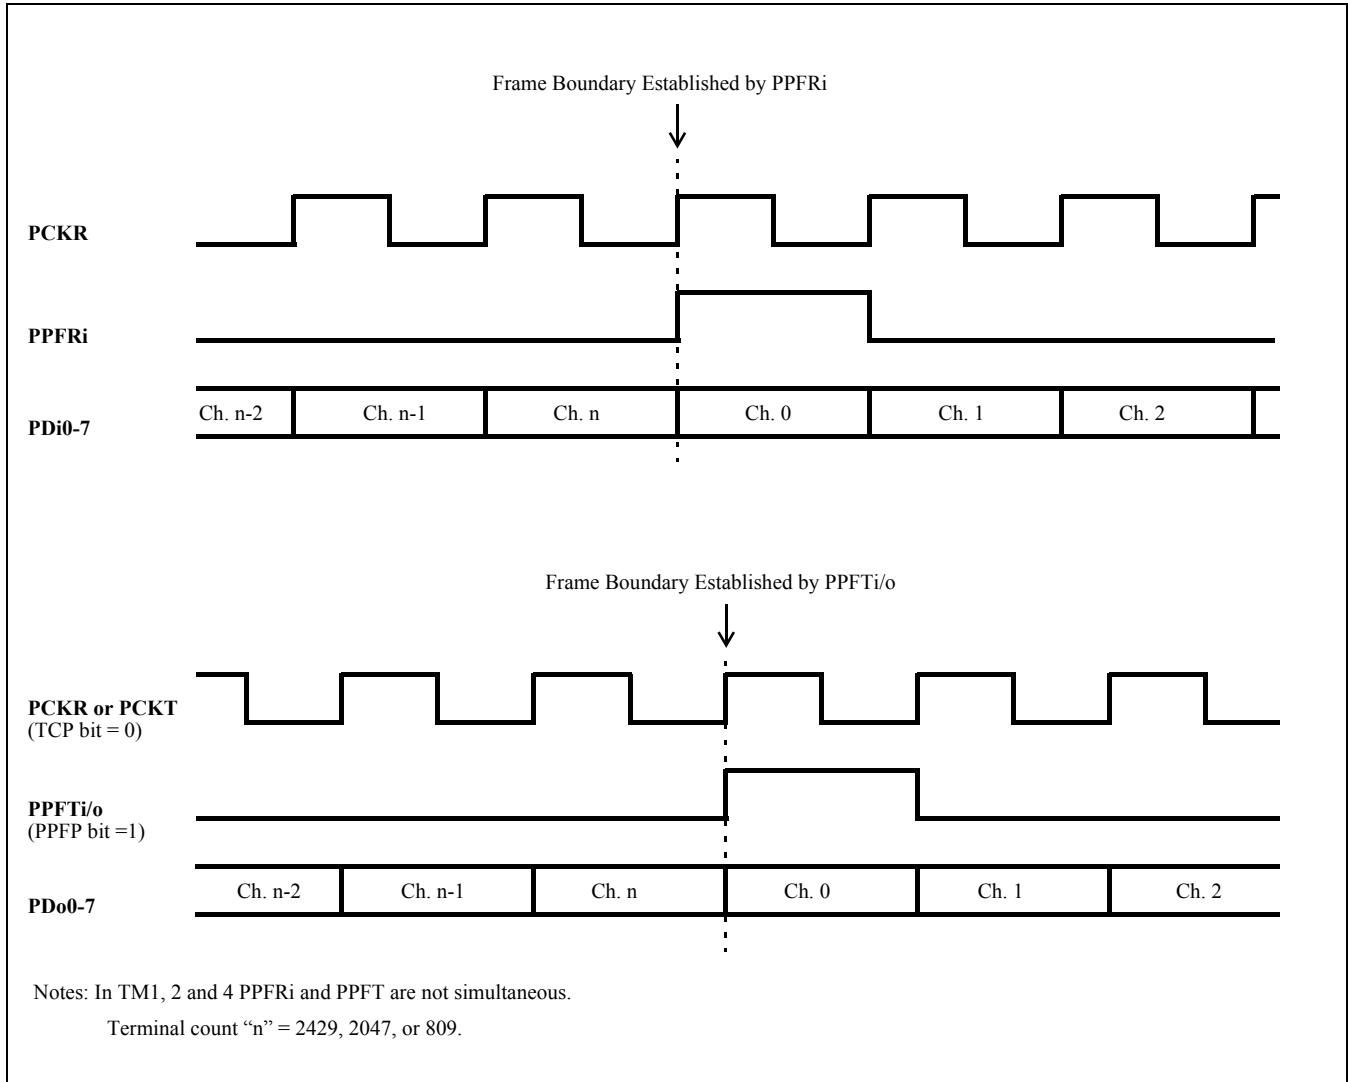 Frame Boundary Established by PPFRi
PCKR
PPFRi
PDi0-7
Ch. n-2 Ch. n-1 Ch. n Ch. 0 Ch. 1 Ch. 2
Frame Boundary Established by PPFTi/o
PCKR or PCKT
(TCP bit = 0)
PPFTi/o
(PPFP bit =1)
PDo0-7
Ch. n-2 Ch. n-1 Ch. n Ch. 0 Ch. 1 Ch. 2
Notes: In TM1, 2 and 4 PPFRi and PPFT are not simultaneous.
Terminal count “n” = 2429, 2047, or 809.